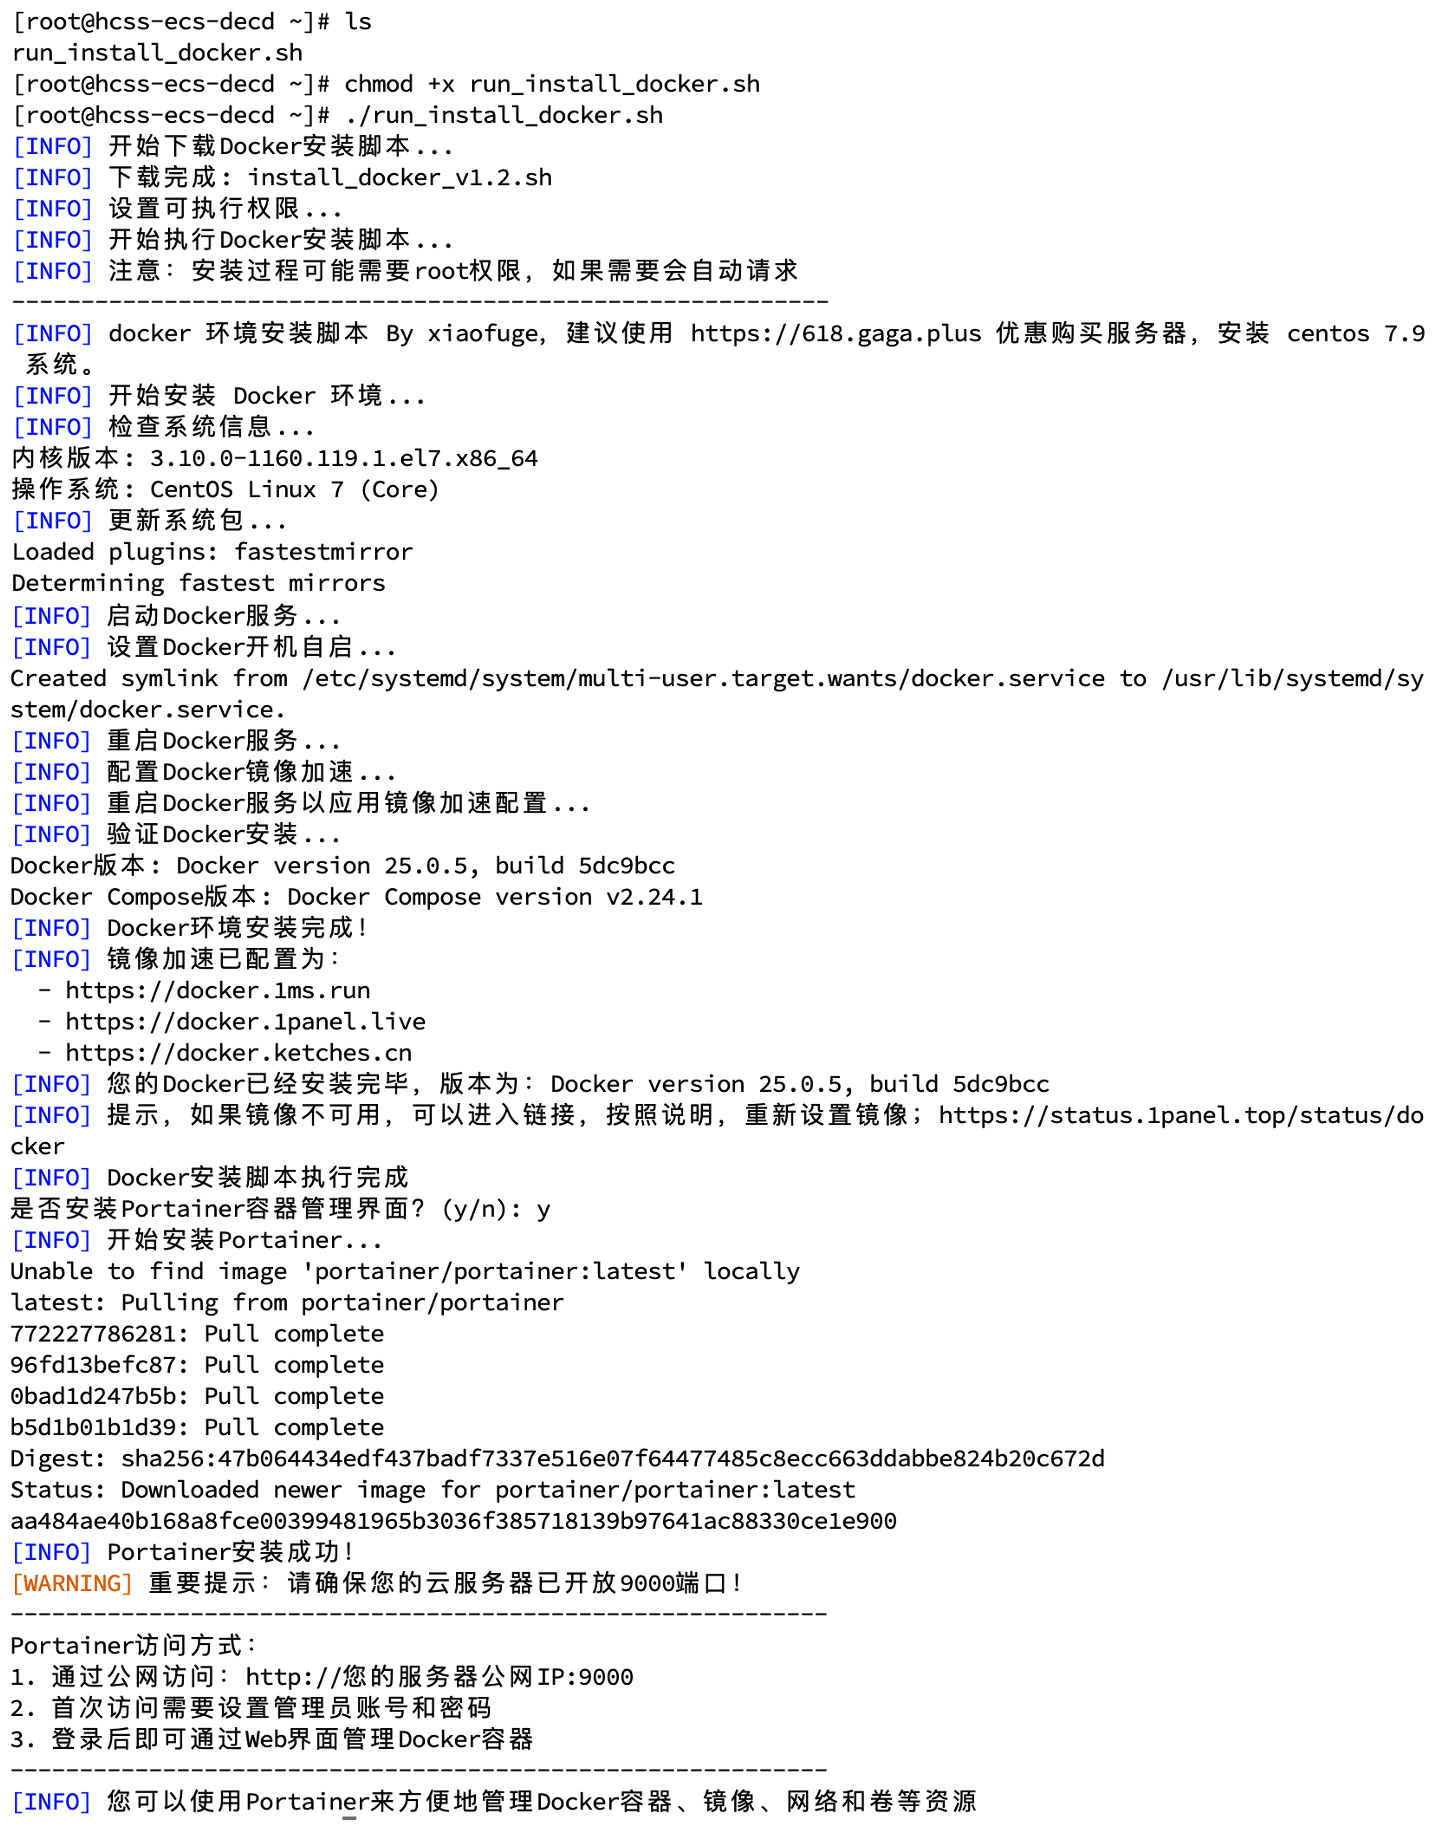 [root@hcss-ecs-decd ~]# ls
run_install_docker.sh
[root@hcss-ecs-decd ~]# chmod +x run_install_docker.sh
[root@hcss-ecs-decd ~]# ./run_install_docker.sh
[INFO] 开始下载Docker安装脚本...
[INFO] 下载完成: install_docker_v1.2.sh
[INFO] 设置可执行权限...
[INFO] 开始执行Docker安装脚本...
[INFO] 注意：安装过程可能需要root权限，如果需要会自动请求
-----------------------------------------------------------
[INFO] docker 环境安装脚本 By xiaofuge，建议使用 https://618.gaga.plus 优惠购买服务器，安装 centos 7.9
系统。
[INFO] 开始安装 Docker 环境...
[INFO] 检查系统信息...
内核版本: 3.10.0-1160.119.1.el7.x86_64
操作系统: CentOS Linux 7 (Core)
[INFO] 更新系统包...
Loaded plugins: fastestmirror
Determining fastest mirrors
[INFO] 启动Docker服务...
[INFO] 设置Docker开机自启...
Created symlink from /etc/systemd/system/multi-user.target.wants/docker.service to /usr/lib/systemd/sy
stem/docker.service.
[INFO] 重启Docker服务...
[INFO] 配置Docker镜像加速...
[INFO] 重启Docker服务以应用镜像加速配置...
[INFO] 验证Docker安装...
Docker版本: Docker version 25.0.5, build 5dc9bcc
Docker Compose版本: Docker Compose version v2.24.1
[INFO] Docker环境安装完成！
[INFO] 镜像加速已配置为：
  - https://docker.1ms.run
  - https://docker.1panel.live
  - https://docker.ketches.cn
[INFO] 您的Docker已经安装完毕，版本为：Docker version 25.0.5, build 5dc9bcc
[INFO] 提示，如果镜像不可用，可以进入链接，按照说明，重新设置镜像；https://status.1panel.top/status/do
cker
[INFO] Docker安装脚本执行完成
是否安装Portainer容器管理界面？(y/n): y
[INFO] 开始安装Portainer...
Unable to find image 'portainer/portainer:latest' locally
latest: Pulling from portainer/portainer
772227786281: Pull complete
96fd13befc87: Pull complete
0bad1d247b5b: Pull complete
b5d1b01b1d39: Pull complete
Digest: sha256:47b064434edf437badf7337e516e07f64477485c8ecc663ddabbe824b20c672d
Status: Downloaded newer image for portainer/portainer:latest
aa484ae40b168a8fce00399481965b3036f385718139b97641ac88330ce1e900
[INFO] Portainer安装成功！
[WARNING] 重要提示：请确保您的云服务器已开放9000端口！
-----------------------------------------------------------
Portainer访问方式：
1. 通过公网访问：http://您的服务器公网IP:9000
2. 首次访问需要设置管理员账号和密码
3. 登录后即可通过Web界面管理Docker容器
-----------------------------------------------------------
[INFO] 您可以使用Portainer来方便地管理Docker容器、镜像、网络和卷等资源